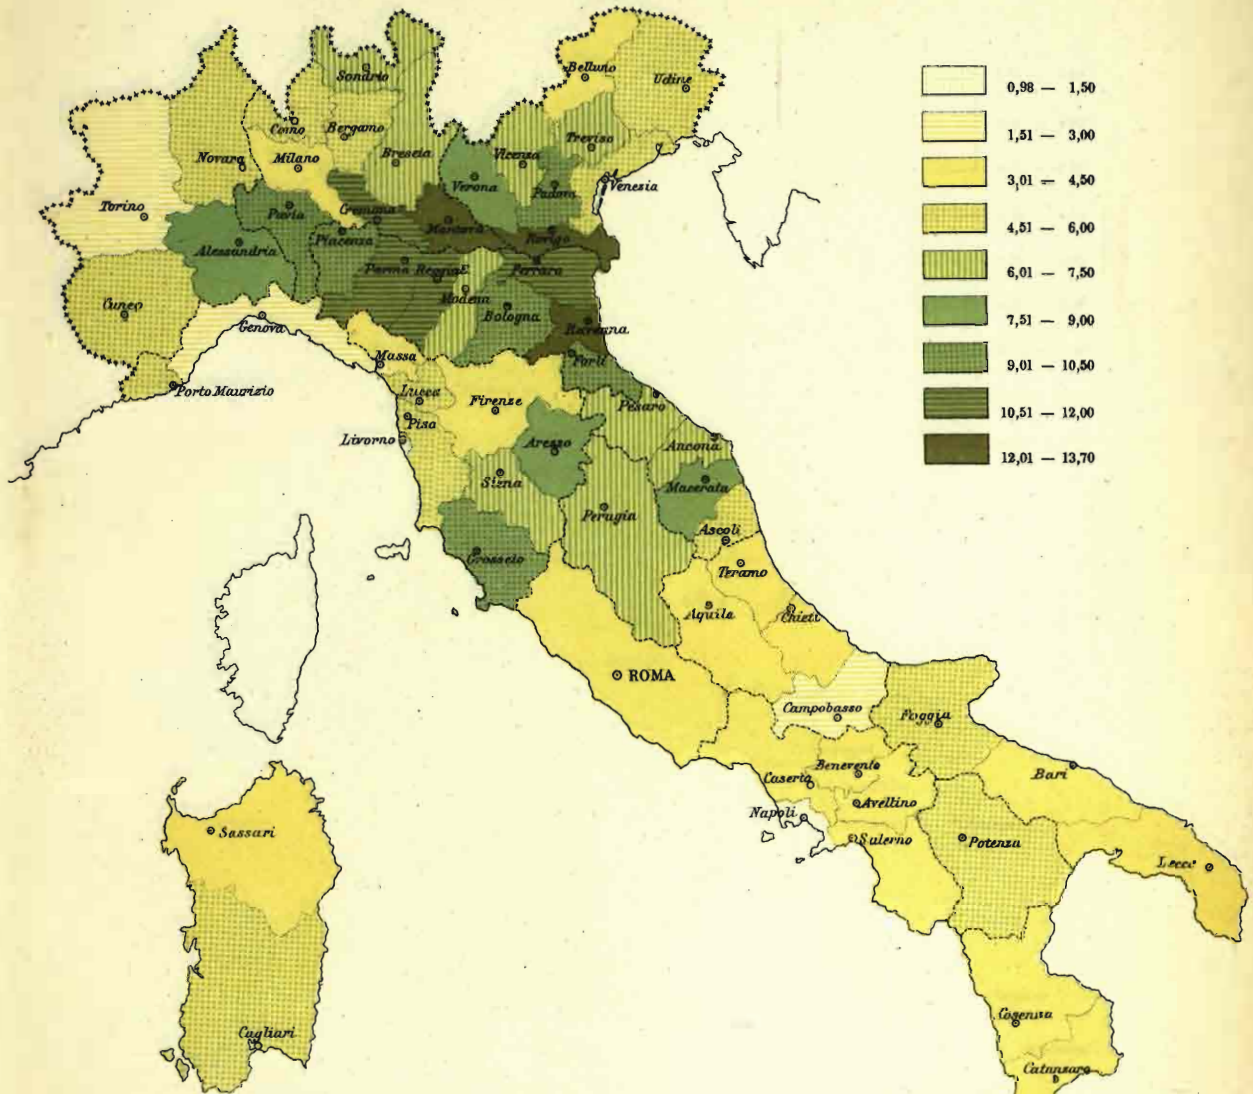 0,98 — 1,50
1,51 — 3,00
3,01 — 4,50
4,51 — 6,00
6,01 — 7,50
7,51 — 9,00
9,01 — 10,50
10,51 — 12,00
12,01 — 13,70
Sondrio
Belluno
Udine
Como
Bergamo
Treviso
Novara
Milano
Brescia
Vicenza
Verona
Padova
Venezia
Torino
Pavia
Cremona
Mantova
Rovigo
Piacenza
Alessandria
Parma
Reggio E.
Ferrara
Modena
Cuneo
Genova
Bologna
Ravenna
Massa
Forlì
Porto Maurizio
Lucca
Firenze
Pesaro
Pisa
Livorno
Arezzo
Ancona
Siena
Macerata
Perugia
Ascoli
Grosseto
Teramo
Aquila
Chieti
ROMA
Campobasso
Foggia
Benevento
Caserta
Bari
Avellino
Napoli
Salerno
Potenza
Sassari
Lecce
Cosenza
Cagliari
Catanzaro